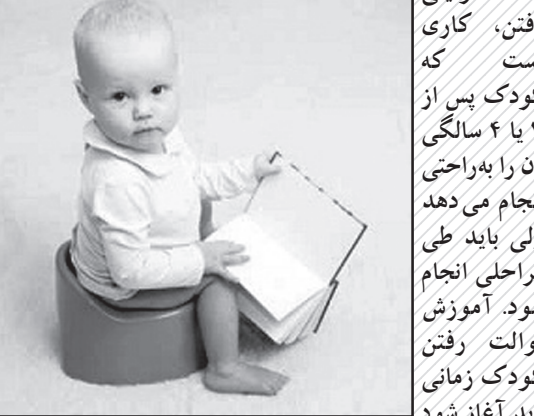 رفتن، کاری
است که
کودک پس از
یا ۴ سالگی
آن را به‌راحتی
انجام می‌دهد
ولی باید طی
مراحلی انجام
شود. آموزش
توالت رفتن
کودک زمانی
باید آغاز شود